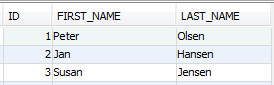 ID FIRST_NAME LAST_NAME
1 Peter Olsen
2 Jan Hansen
3 Susan Jensen